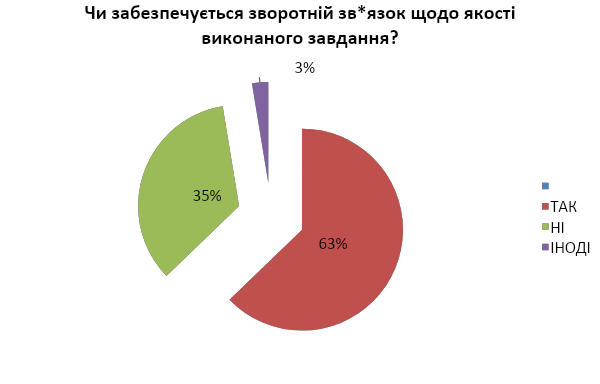 Чи забезпечується зворотній зв*язок щодо якості
виконаного завдання?
3%
35%
63%
ТАК
НІ
ІНОДІ